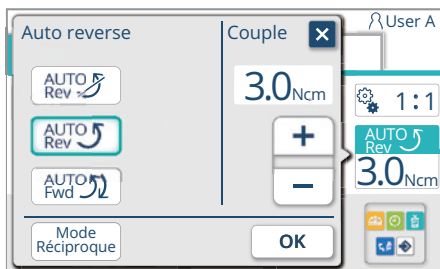 Auto reverse
Couple
User A
AUTO
Rev
3.0Ncm
1:1
AUTO
Rev
AUTO
Rev
3.0Ncm
AUTO
Fwd
+
−
Mode
Réciproque
OK